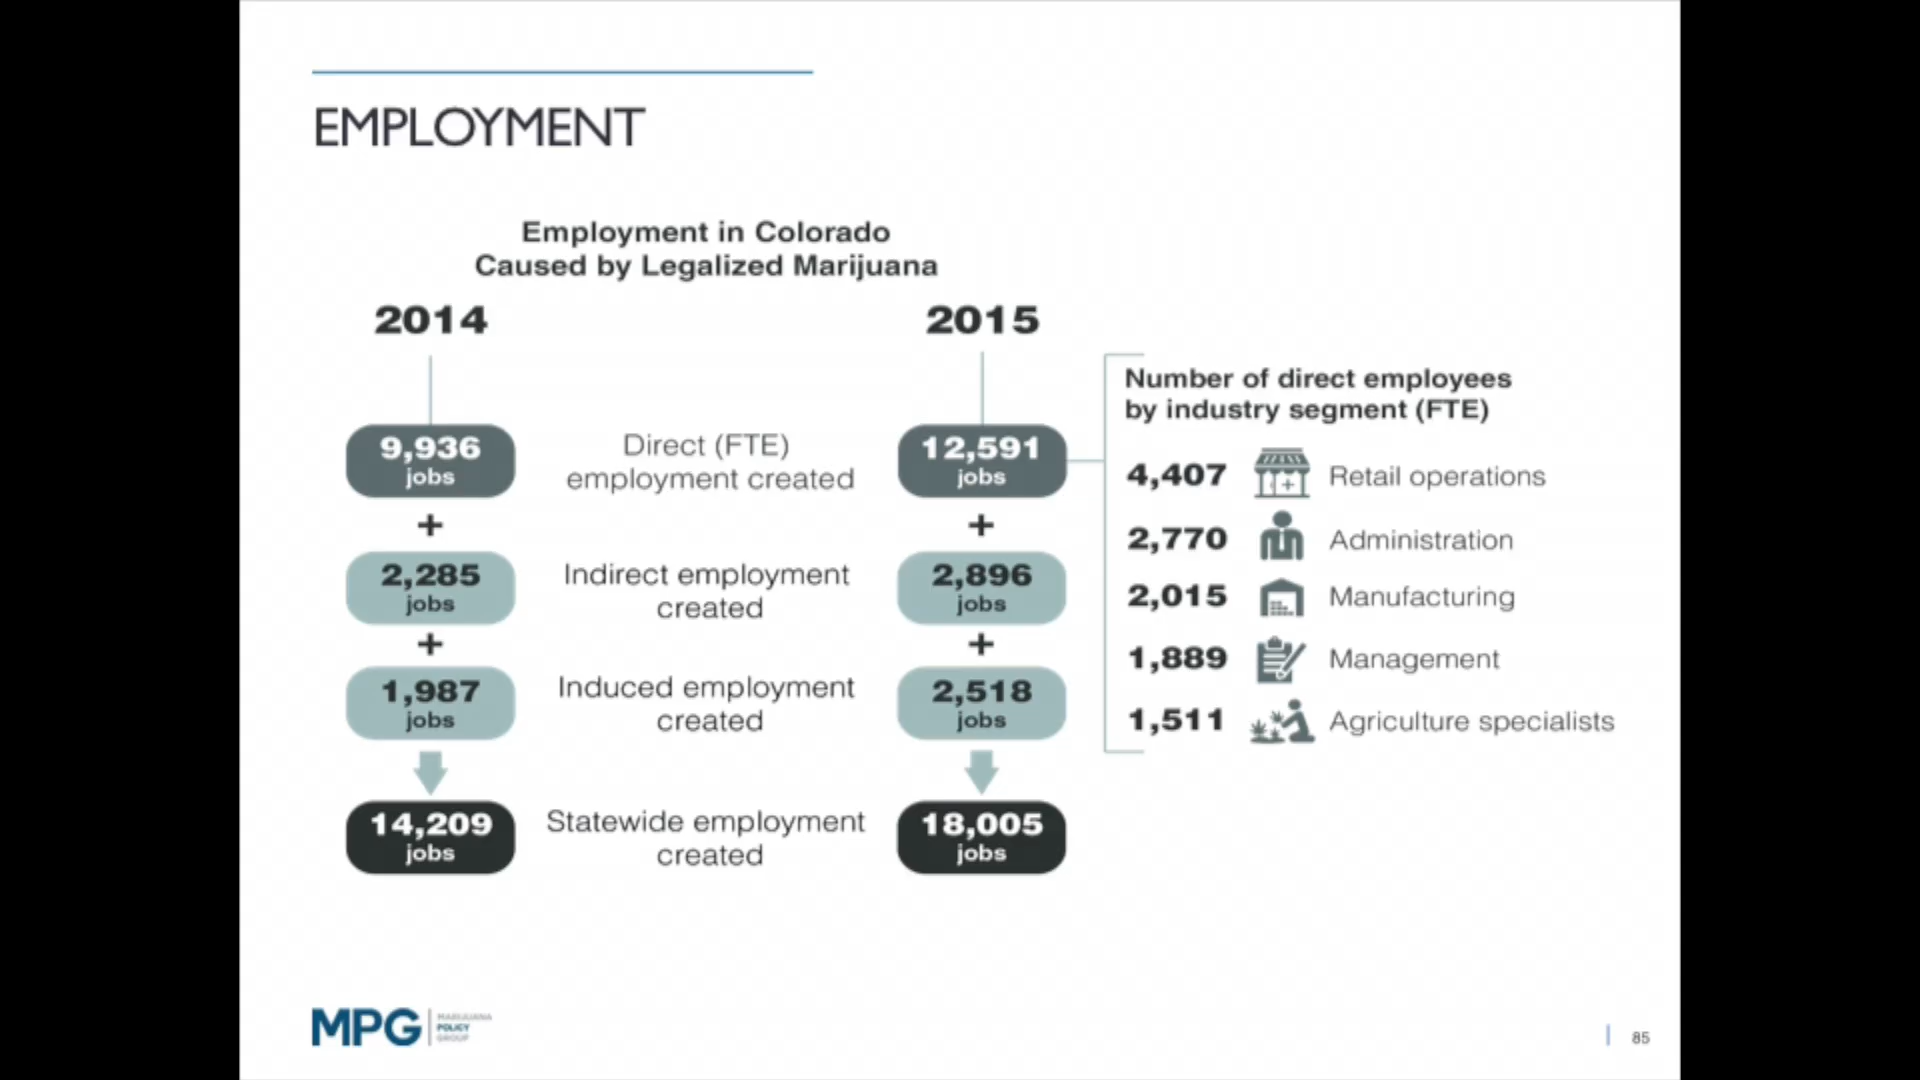 EMPLOYMENT
Employment in Colorado
Caused by Legalized Marijuana
2014
2015
9,936
jobs
Direct (FTE)
employment created
12,591
jobs
+
+
2,285
jobs
Indirect employment
created
2,896
jobs
+
+
1,987
jobs
Induced employment
created
2,518
jobs
14,209
jobs
Statewide employment
created
18,005
jobs
Number of direct employees
by industry segment (FTE)
4,407 Retail operations
2,770 Administration
2,015 Manufacturing
1,889 Management
1,511 Agriculture specialists
MPG
MARIJUANA
POLICY
GROUP
85